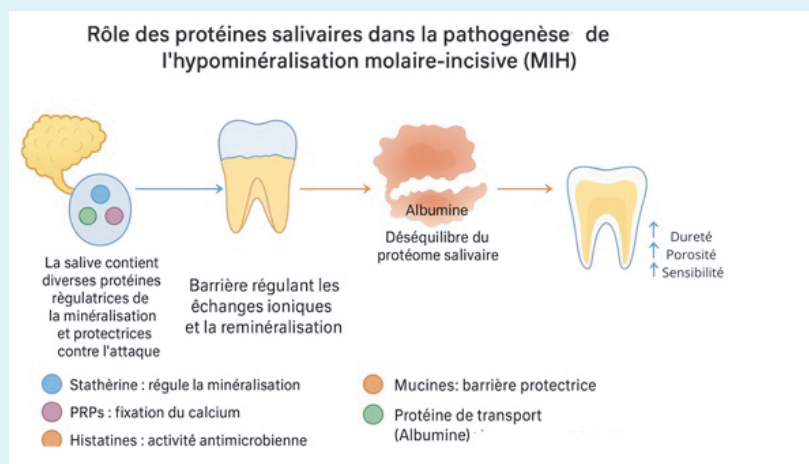 Rôle des protéines salivaires dans la pathogenèse de
l'hypominéralisation molaire-incisive (MIH)
La salive contient
diverses protéines
règulatrices de
la minéralisation
et protectrices
contre l'attaque
Barrière régulant les
êchanges ioniques
et la reminéralisation
Albumine
Déséquilibre du
protéome salivaire
↑ Dureté
↑ Porosité
↑ Sensibilité
Stathèrine : régule la minéralisation
PRPs : fixation du calcium
Histatines : activité antimicrobienne
Mucines: barrière protectrice
Protéine de transport
(Albumine) :